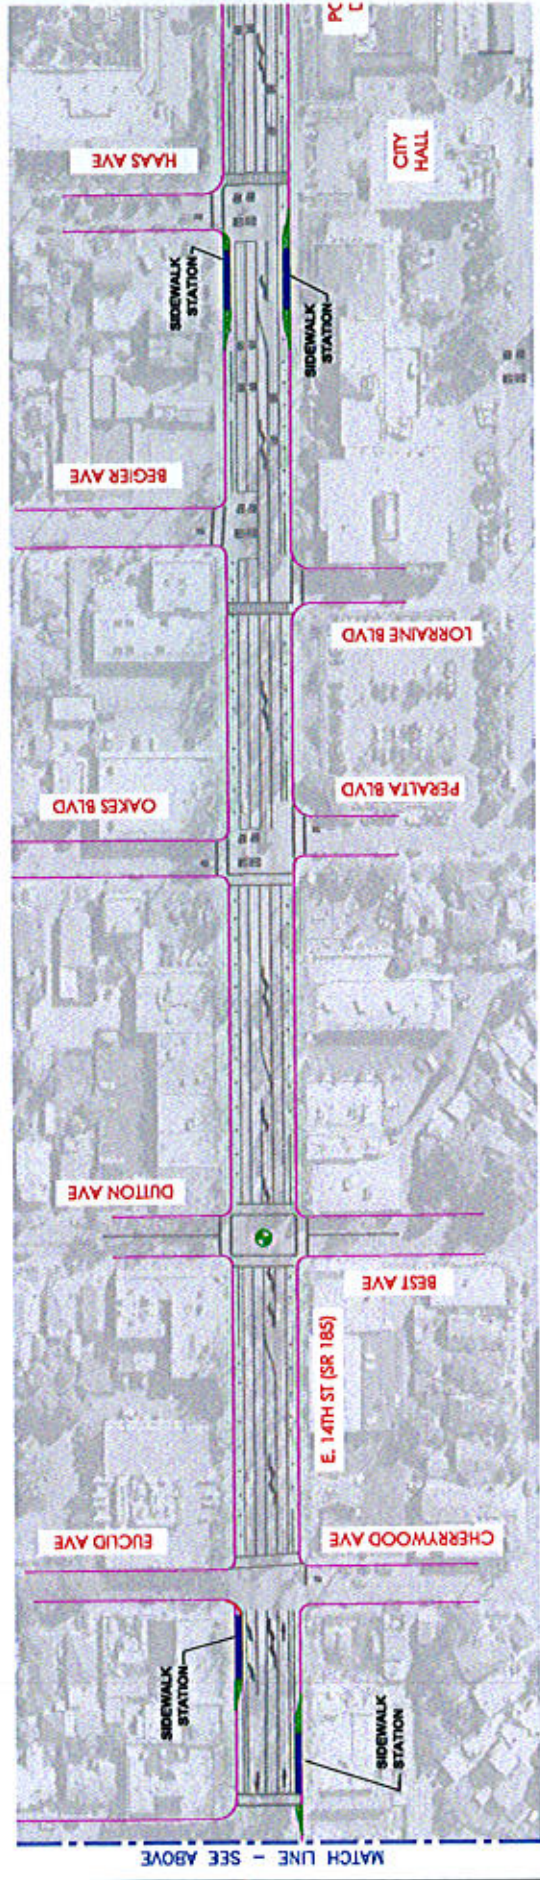 PO
D
HAAS AVE
CITY
HALL
SIDEWALK
STATION
SIDEWALK
STATION
BEGIER AVE
LORRAINE BLVD
OAKES BLVD
PERALTA BLVD
DUTTON AVE
BEST AVE
E. 14TH ST (SR 185)
EUCLID AVE
CHERRYWOOD AVE
SIDEWALK
STATION
SIDEWALK
STATION
MATCH LINE - SEE ABOVE